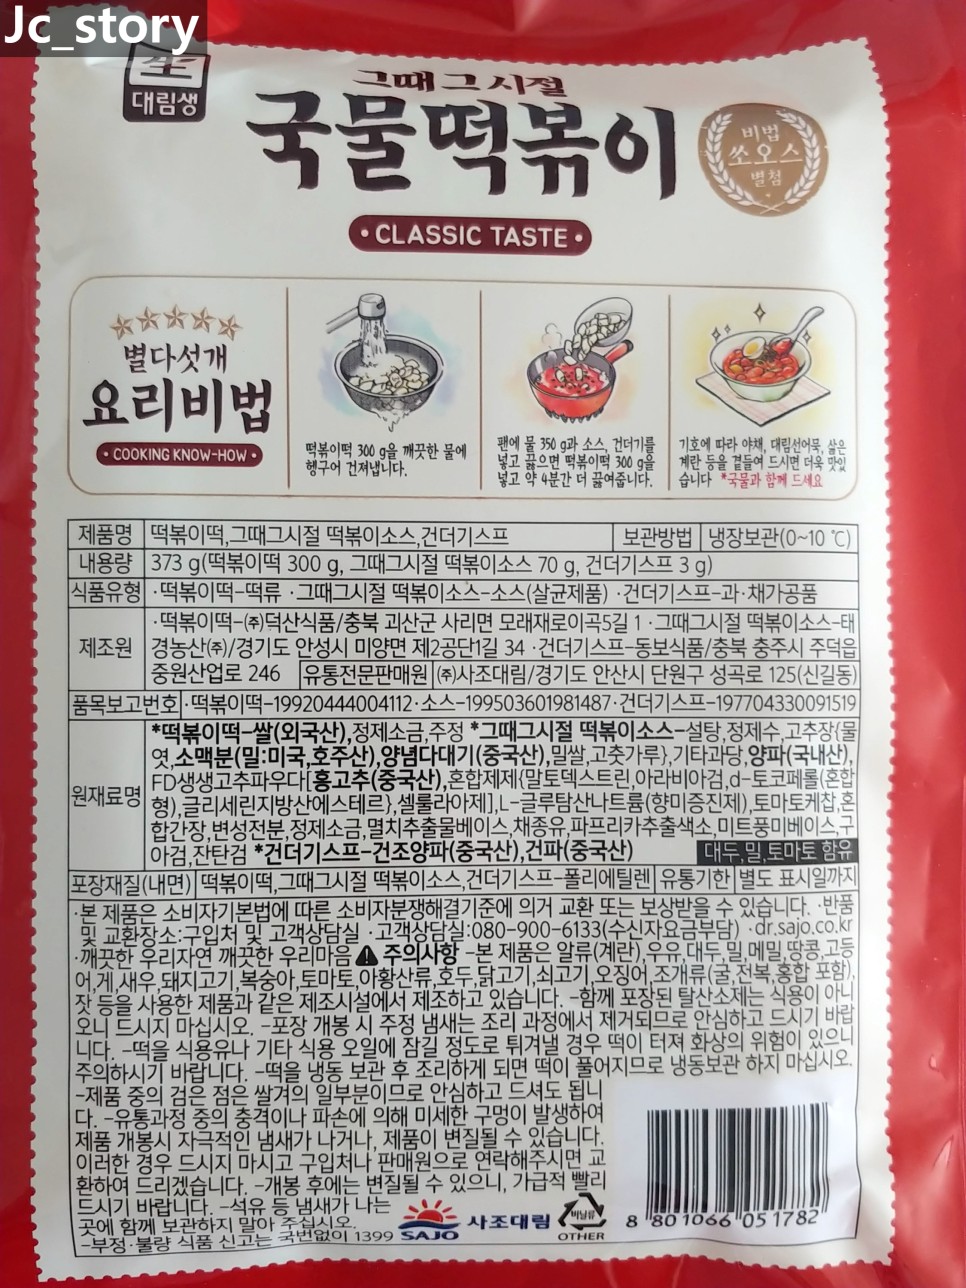 Jc_story
生
대림생
그때그시절
국물떡볶이
비법
쏘오스
별첨
• CLASSIC TASTE •
별다섯개
요리비법
• COOKING KNOW-HOW •
떡볶이떡 300 g을 깨끗한 물에
헹구어 건져냅니다.
팬에 물 350 g과 소스, 건더기를
넣고 끓으면 떡볶이떡 300 g을
넣고 약 4분간 더 끓여줍니다.
기호에 따라 야채, 대림선어묵, 삶은
계란 등을 곁들여 드시면 더욱 맛있
습니다 *국물과 함께 드세요
제품명 떡볶이떡,그때그시절 떡볶이소스,건더기스프 보관방법 냉장보관(0~10 ℃)
내용량 373 g(떡볶이떡 300 g, 그때그시절 떡볶이소스 70 g, 건더기스프 3 g)
식품유형 ·떡볶이떡-떡류 ·그때그시절 떡볶이소스-소스(살균제품) ·건더기스프-과·채가공품
제조원 ·떡볶이떡-㈜덕산식품/충북 괴산군 사리면 모래재로이곡5길 1 ·그때그시절 떡볶이소스-태
경농산㈜/경기도 안성시 미양면 제2공단1길 34 ·건더기스프-동보식품/충북 충주시 주덕읍
중원산업로 246 유통전문판매원 ㈜사조대림/경기도 안산시 단원구 성곡로 125(신길동)
품목보고번호 ·떡볶이떡-19920444004112 ·소스-199503601981487 ·건더기스프-1977043300091519
원재료명 *떡볶이떡-쌀(외국산),정제소금,주정 *그때그시절 떡볶이소스-설탕,정제수,고추장{물
엿,소맥분(밀:미국,호주산),양념다대기(중국산),밀쌀,고춧가루},기타과당,양파(국내산),
FD생생고추파우다[홍고추(중국산),혼합제제{말토덱스트린,아라비아검,d-토코페롤(혼합
형),글리세린지방산에스테르},셀룰라아제],L-글루탐산나트륨(향미증진제),토마토케찹,혼
합간장,변성전분,정제소금,멸치추출물베이스,채종유,파프리카추출색소,미트풍미베이스,구
아검,잔탄검 *건더기스프-건조양파(중국산),건파(중국산) 대두,밀,토마토 함유
포장재질(내면) 떡볶이떡,그때그시절 떡볶이소스,건더기스프-폴리에틸렌 유통기한 별도 표시일까지
·본 제품은 소비자기본법에 따른 소비자분쟁해결기준에 의거 교환 또는 보상받을 수 있습니다. ·반품
및 교환장소:구입처 및 고객상담실 ·고객상담실:080-900-6133(수신자요금부담) ·dr.sajo.co.kr
·깨끗한 우리자연 깨끗한 우리마음 주의사항 -본 제품은 알류(계란),우유,대두,밀,메밀,땅콩,고등
어,게,새우,돼지고기,복숭아,토마토,아황산류,호두,닭고기,쇠고기,오징어,조개류(굴,전복,홍합 포함),
잣 등을 사용한 제품과 같은 제조시설에서 제조하고 있습니다. -함께 포장된 탈산소제는 식용이 아니
오니 드시지 마십시오. -포장 개봉 시 주정 냄새는 조리 과정에서 제거되므로 안심하고 드시기 바랍
니다. -떡을 식용유나 기타 식용 오일에 잠길 정도로 튀겨낼 경우 떡이 터져 화상의 위험이 있으니
주의하시기 바랍니다. -떡을 냉동 보관 후 조리하게 되면 떡이 풀어지므로 냉동보관 하지 마십시오.
-제품 중의 검은 점은 쌀겨의 일부분이므로 안심하고 드셔도 됩니
다. -유통과정 중의 충격이나 파손에 의해 미세한 구멍이 발생하여
제품 개봉시 자극적인 냄새가 나거나, 제품이 변질될 수 있습니다.
이러한 경우 드시지 마시고 구입처나 판매원으로 연락해주시면 교
환하여 드리겠습니다. -개봉 후에는 변질될 수 있으니, 가급적 빨리
드시기 바랍니다. -석유 등 냄새가 나는
곳에 함께 보관하지 말아 주십시오.
-부정·불량 식품 신고는 국번없이 1399
SAJO 사조대림
비닐류
OTHER
8 801066 051782